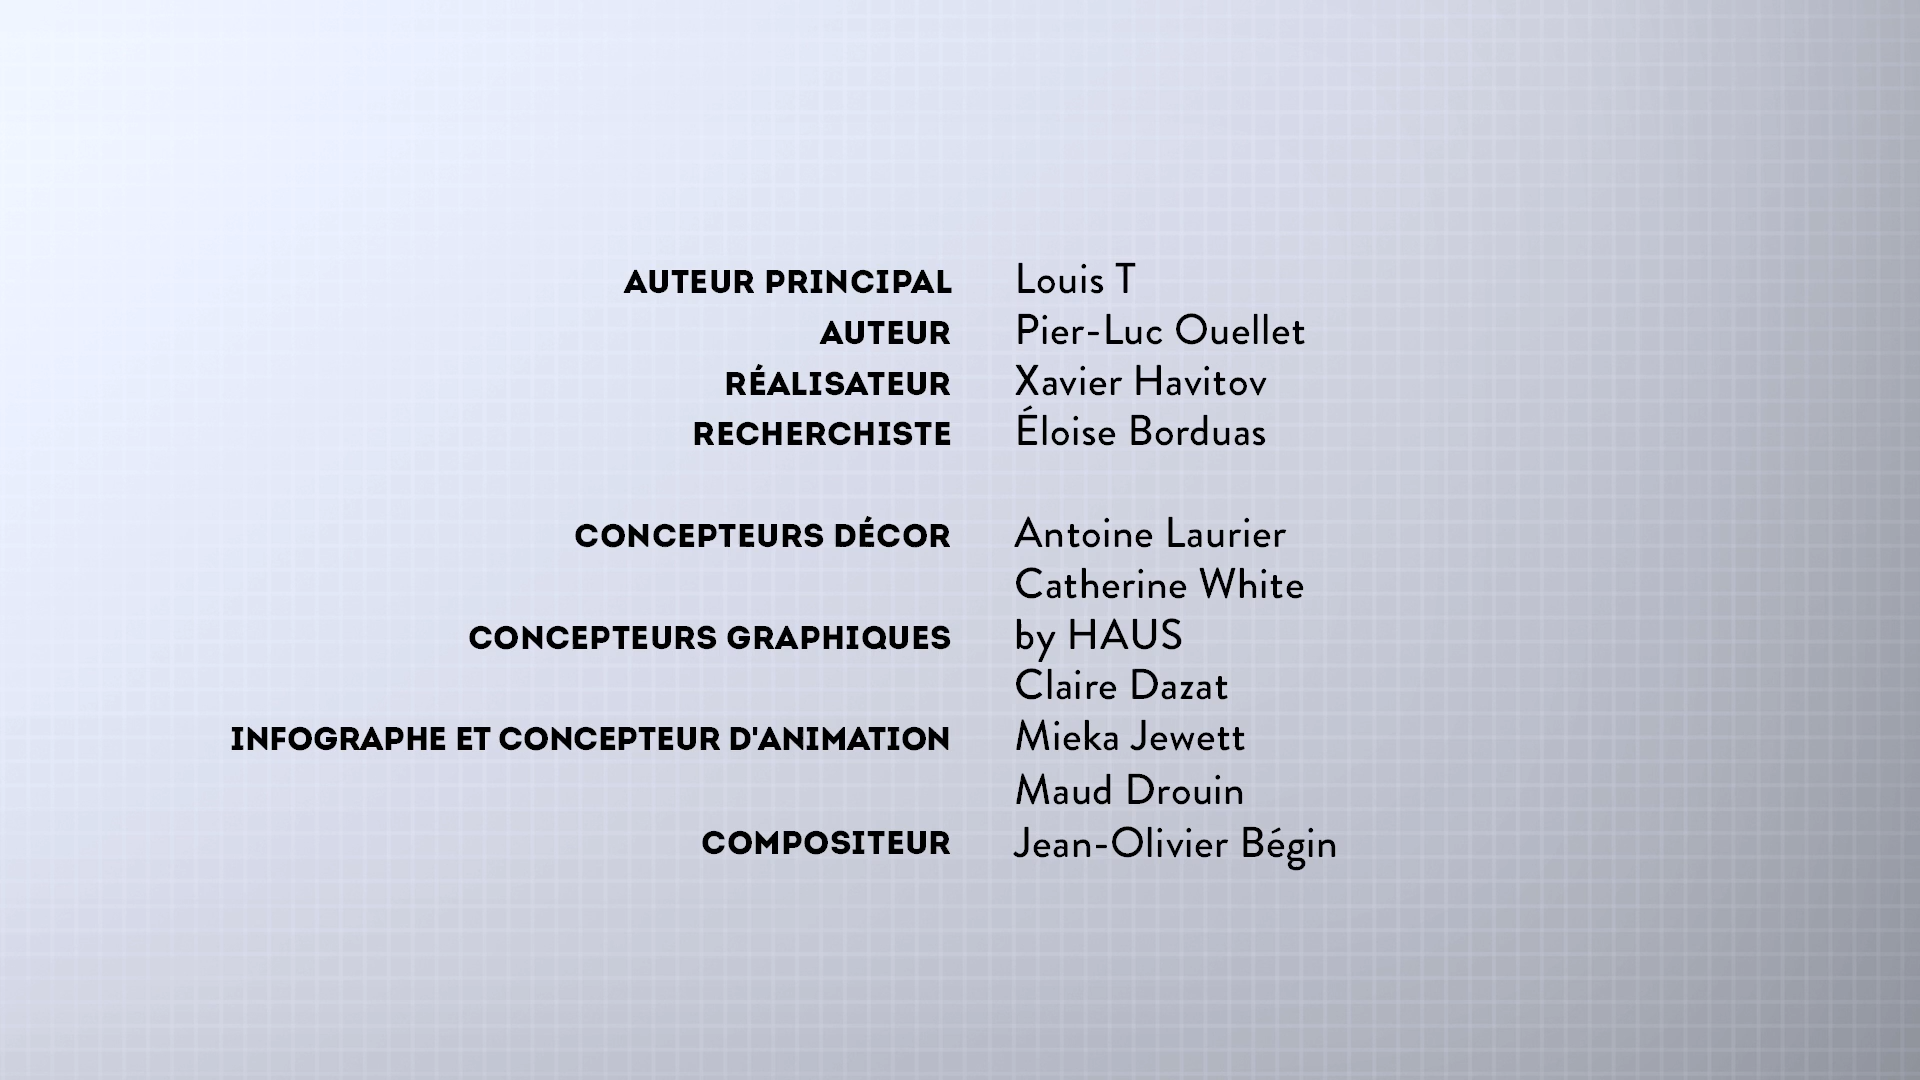 AUTEUR PRINCIPAL Louis T
AUTEUR Pier-Luc Ouellet
RÉALISATEUR Xavier Havitov
RECHERCHISTE Éloise Borduas
CONCEPTEURS DÉCOR Antoine Laurier
Catherine White
CONCEPTEURS GRAPHIQUES by HAUS
Claire Dazat
INFOGRAPHE ET CONCEPTEUR D'ANIMATION Mieka Jewett
Maud Drouin
COMPOSITEUR Jean-Olivier Bégin